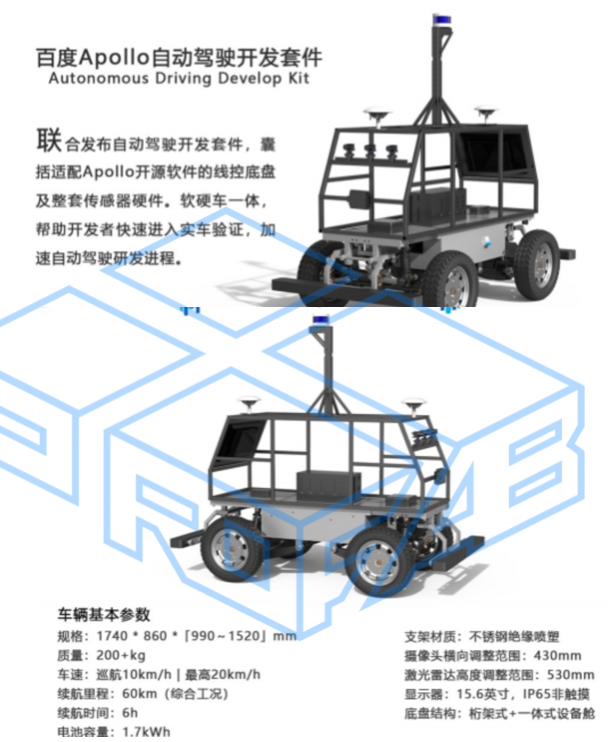 百度Apollo自动驾驶开发套件
Autonomous Driving Develop Kit
联合发布自动驾驶开发套件，囊
括适配Apollo开源软件的线控底盘
及整套传感器硬件。软硬车一体，
帮助开发者快速进入实车验证，加
速自动驾驶研发进程。
车辆基本参数
规格：1740 * 860 *「990～1520」mm
质量：200+kg
车速：巡航10km/h | 最高20km/h
续航里程：60km（综合工况）
续航时间：6h
电池容量：1.7kWh
支架材质：不锈钢绝缘喷塑
摄像头横向调整范围：430mm
激光雷达高度调整范围：530mm
显示器：15.6英寸，IP65非触摸
底盘结构：桁架式+一体式设备舱